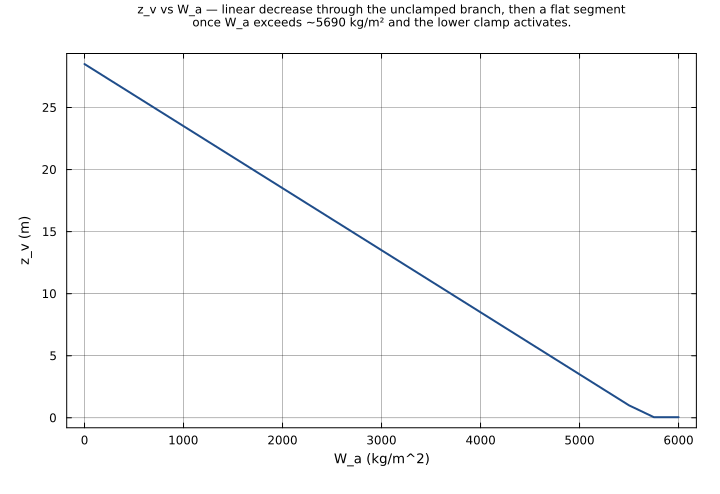 z_v vs W_a — linear decrease through the unclamped branch, then a flat segment
once W_a exceeds ~5690 kg/m² and the lower clamp activates.
25
20
15
10
5
0
z_v (m)
0 1000 2000 3000 4000 5000 6000
W_a (kg/m^2)